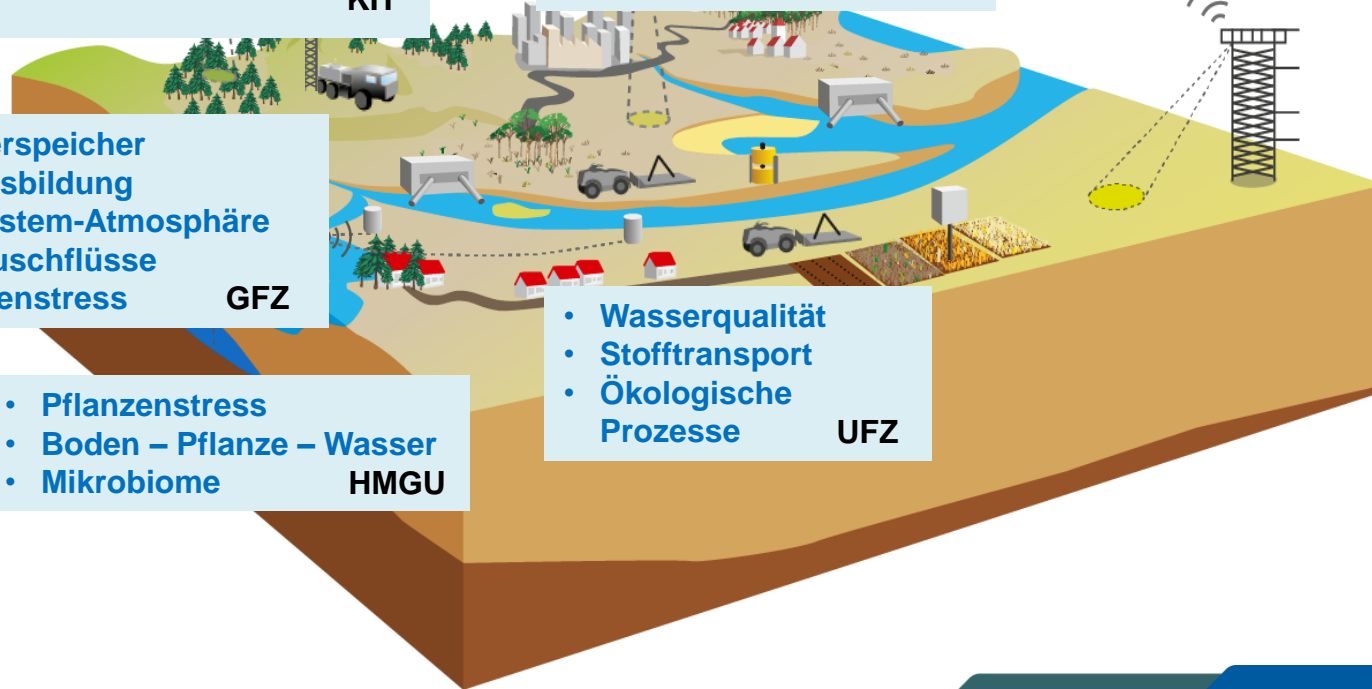 erspeicher
sbildung
stem-Atmosphäre
uschflüsse
enstress GFZ
• Wasserqualität
• Stofftransport
• Ökologische
Prozesse UFZ
• Pflanzenstress
• Boden – Pflanze – Wasser
• Mikrobiome HMGU